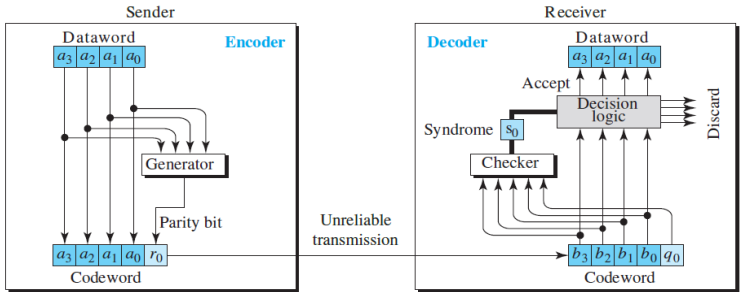 Sender
Encoder
Dataword
a3 a2 a1 a0
Generator
Parity bit
a3 a2 a1 a0 r0
Codeword
Unreliable
transmission
Receiver
Decoder
Dataword
a3 a2 a1 a0
Accept
Decision
logic
Discard
Syndrome s0
Checker
b3 b2 b1 b0 q0
Codeword